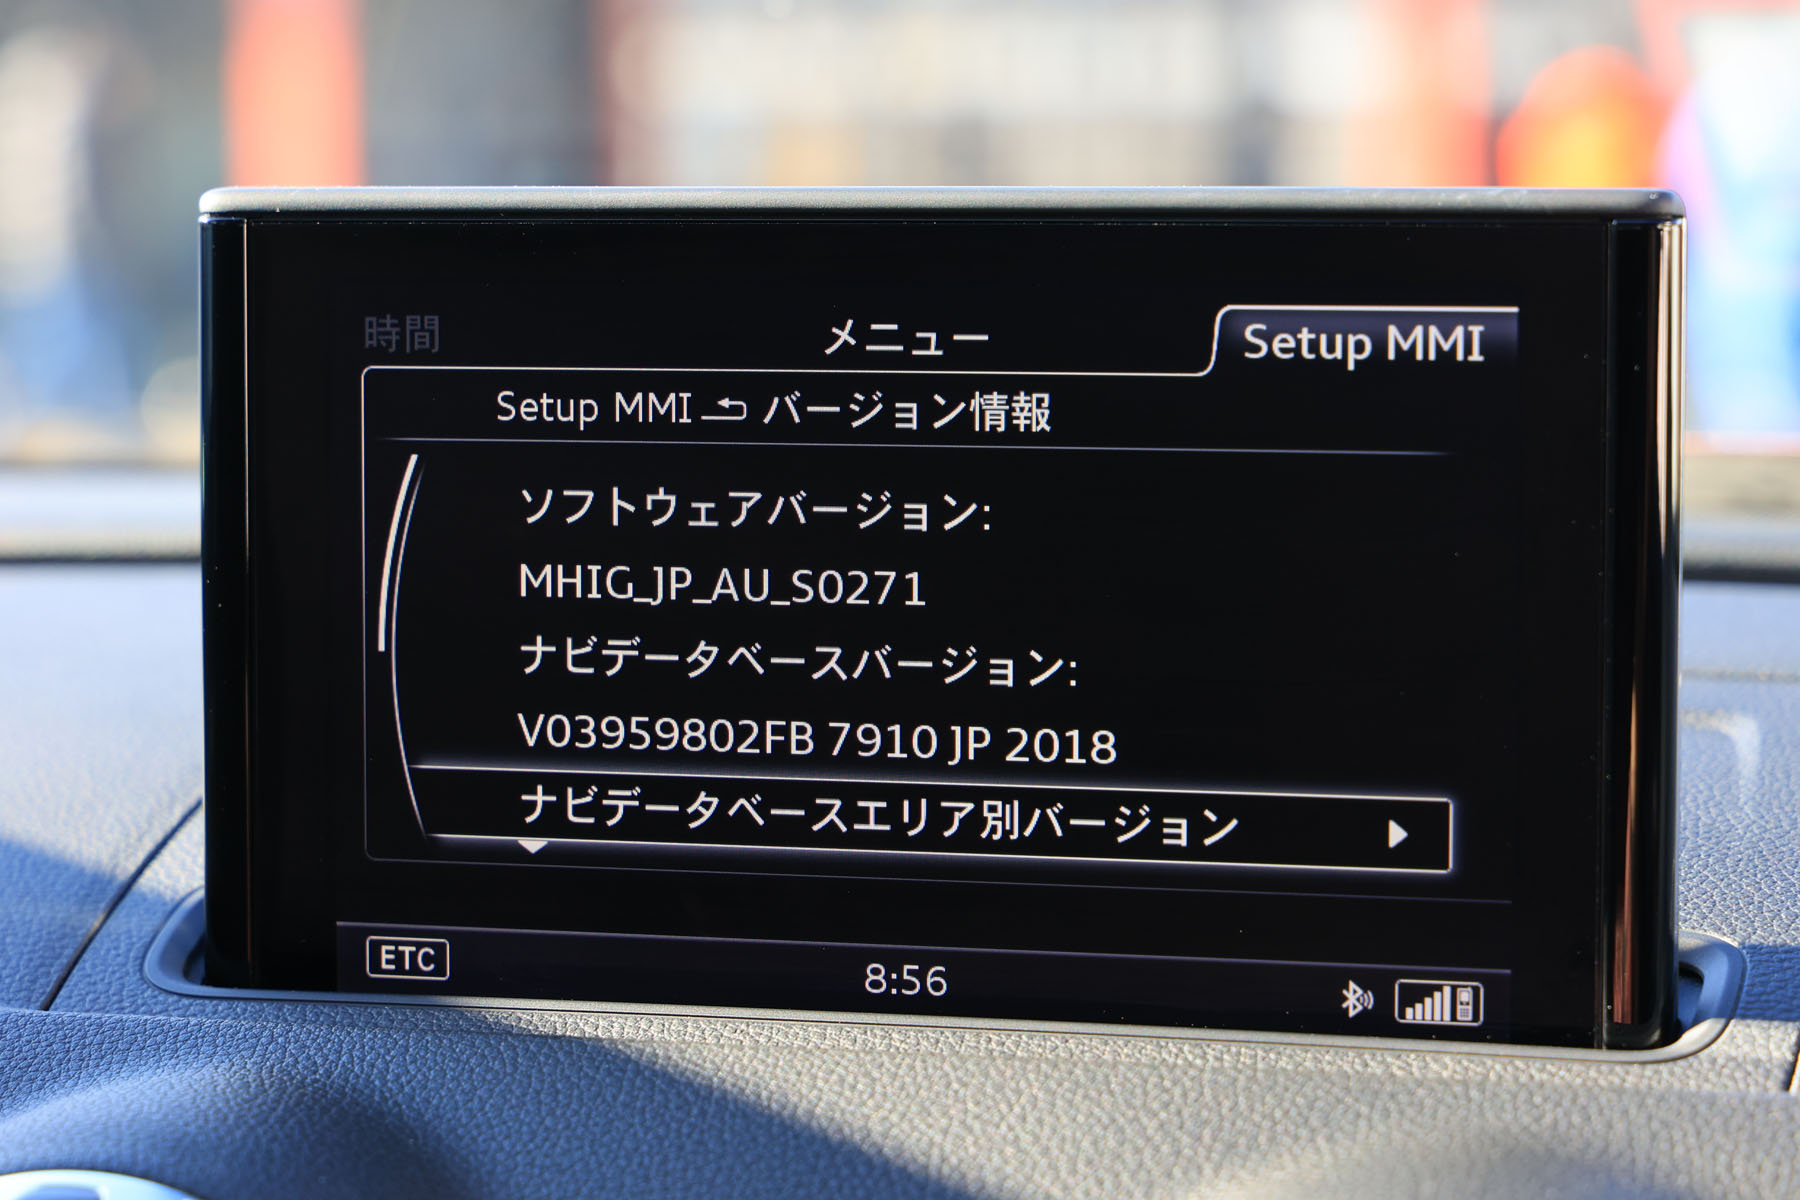 時間 メニュー Setup MMI
Setup MMI バージョン情報
ソフトウェアバージョン:
MHIG_JP_AU_S0271
ナビデータベースバージョン:
V03959802FB 7910 JP 2018
ナビデータベースエリア別バージョン
ETC 8:56